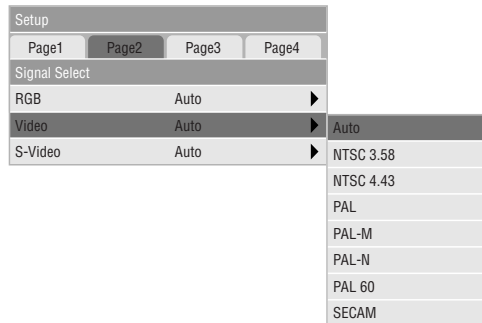 Setup
Page1 Page2 Page3 Page4
Signal Select
RGB Auto
Video Auto
S-Video Auto
Auto
NTSC 3.58
NTSC 4.43
PAL
PAL-M
PAL-N
PAL 60
SECAM